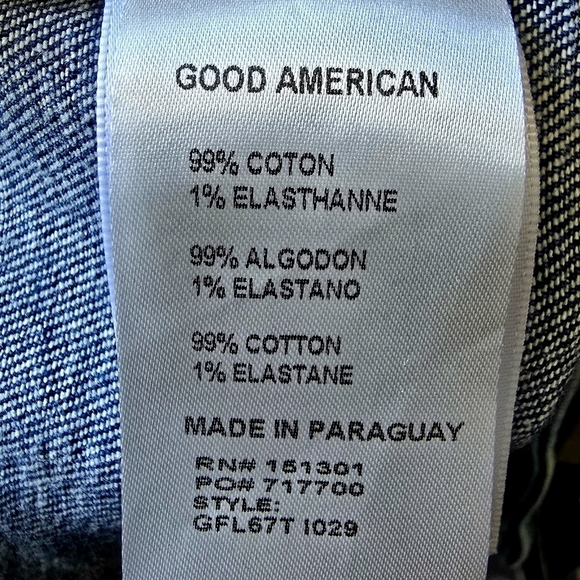 GOOD AMERICAN
99% COTON
1% ELASTHANNE
99% ALGODON
1% ELASTANO
99% COTTON
1% ELASTANE
MADE IN PARAGUAY
RN# 151301
PO# 717700
STYLE:
GFL67T I029